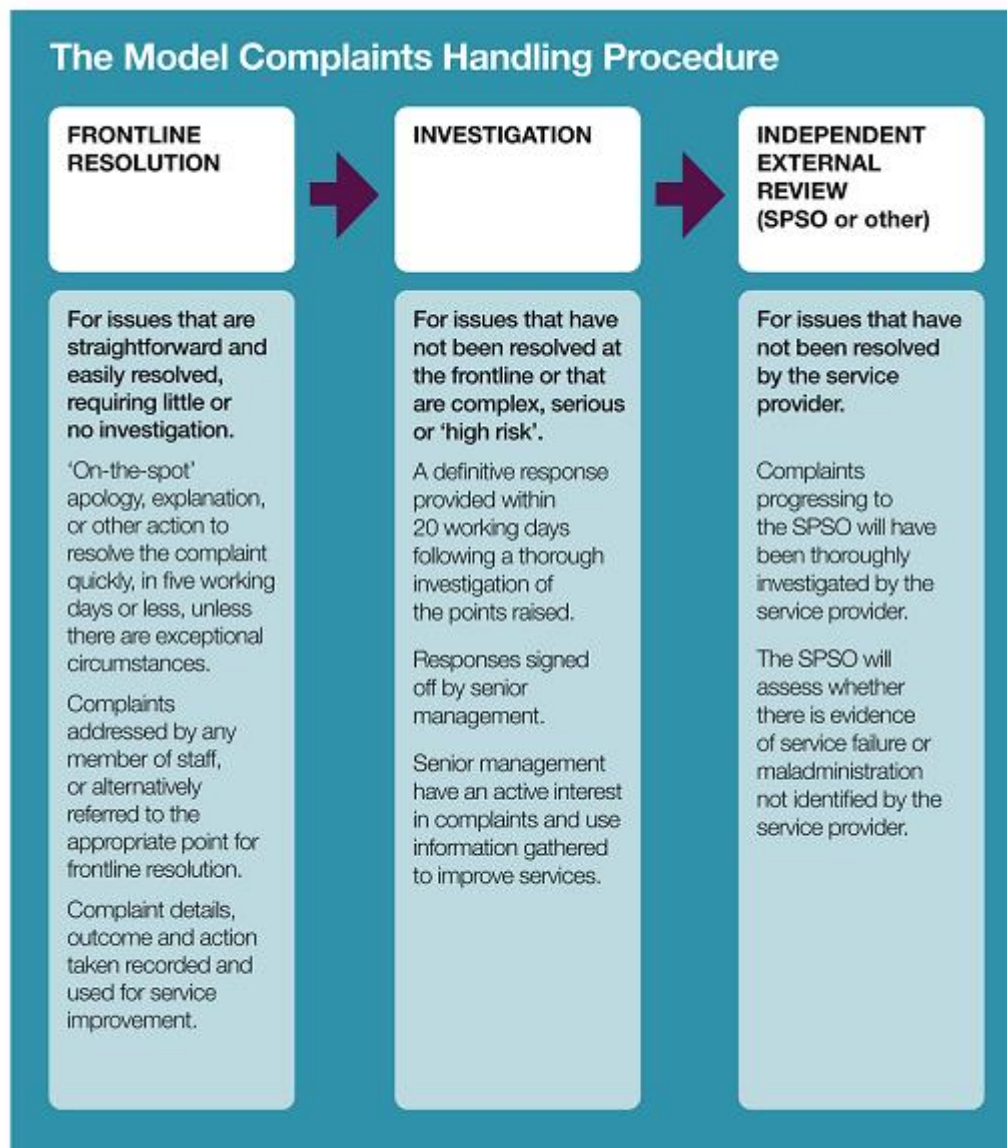 The Model Complaints Handling Procedure
FRONTLINE
RESOLUTION
For issues that are
straightforward and
easily resolved,
requiring little or
no investigation.
‘On-the-spot’
apology, explanation,
or other action to
resolve the complaint
quickly, in five working
days or less, unless
there are exceptional
circumstances.
Complaints
addressed by any
member of staff,
or alternatively
referred to the
appropriate point for
frontline resolution.
Complaint details,
outcome and action
taken recorded and
used for service
improvement.
INVESTIGATION
For issues that have
not been resolved at
the frontline or that
are complex, serious
or ‘high risk’.
A definitive response
provided within
20 working days
following a thorough
investigation of
the points raised.
Responses signed
off by senior
management.
Senior management
have an active interest
in complaints and use
information gathered
to improve services.
INDEPENDENT
EXTERNAL
REVIEW
(SPSO or other)
For issues that have
not been resolved
by the service
provider.
Complaints
progressing to
the SPSO will have
been thoroughly
investigated by the
service provider.
The SPSO will
assess whether
there is evidence
of service failure or
maladministration
not identified by the
service provider.